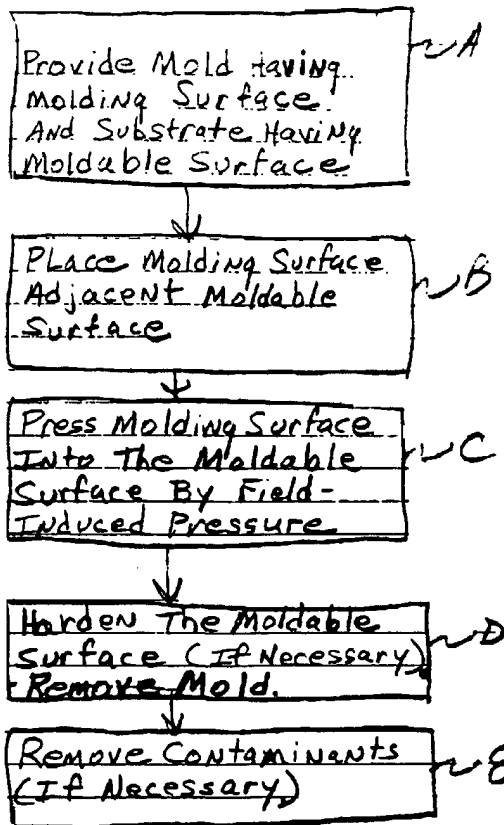 Provide Mold Having
Molding Surface
And Substrate Having
Moldable Surface
A
Place Molding Surface
Adjacent Moldable
Surface
B
Press Molding Surface
Into The Moldable
Surface By Field-
Induced Pressure
C
Harden The Moldable
Surface (If Necessary),
Remove Mold.
D
Remove Contaminants
(If Necessary)
E